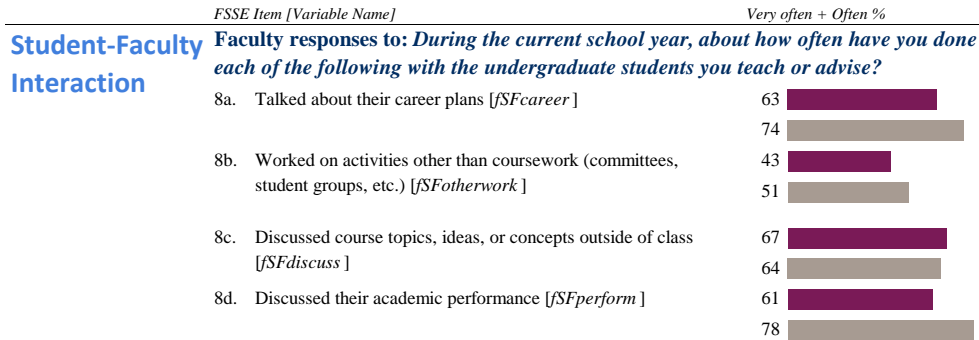 FSSE Item [Variable Name] Very often + Often %
Student-Faculty Interaction
Faculty responses to: During the current school year, about how often have you done
each of the following with the undergraduate students you teach or advise?
8a. Talked about their career plans [fSFcareer] 63
74
8b. Worked on activities other than coursework (committees, 43
student groups, etc.) [fSFotherwork] 51
8c. Discussed course topics, ideas, or concepts outside of class 67
[fSFdiscuss] 64
8d. Discussed their academic performance [fSFperform] 61
78